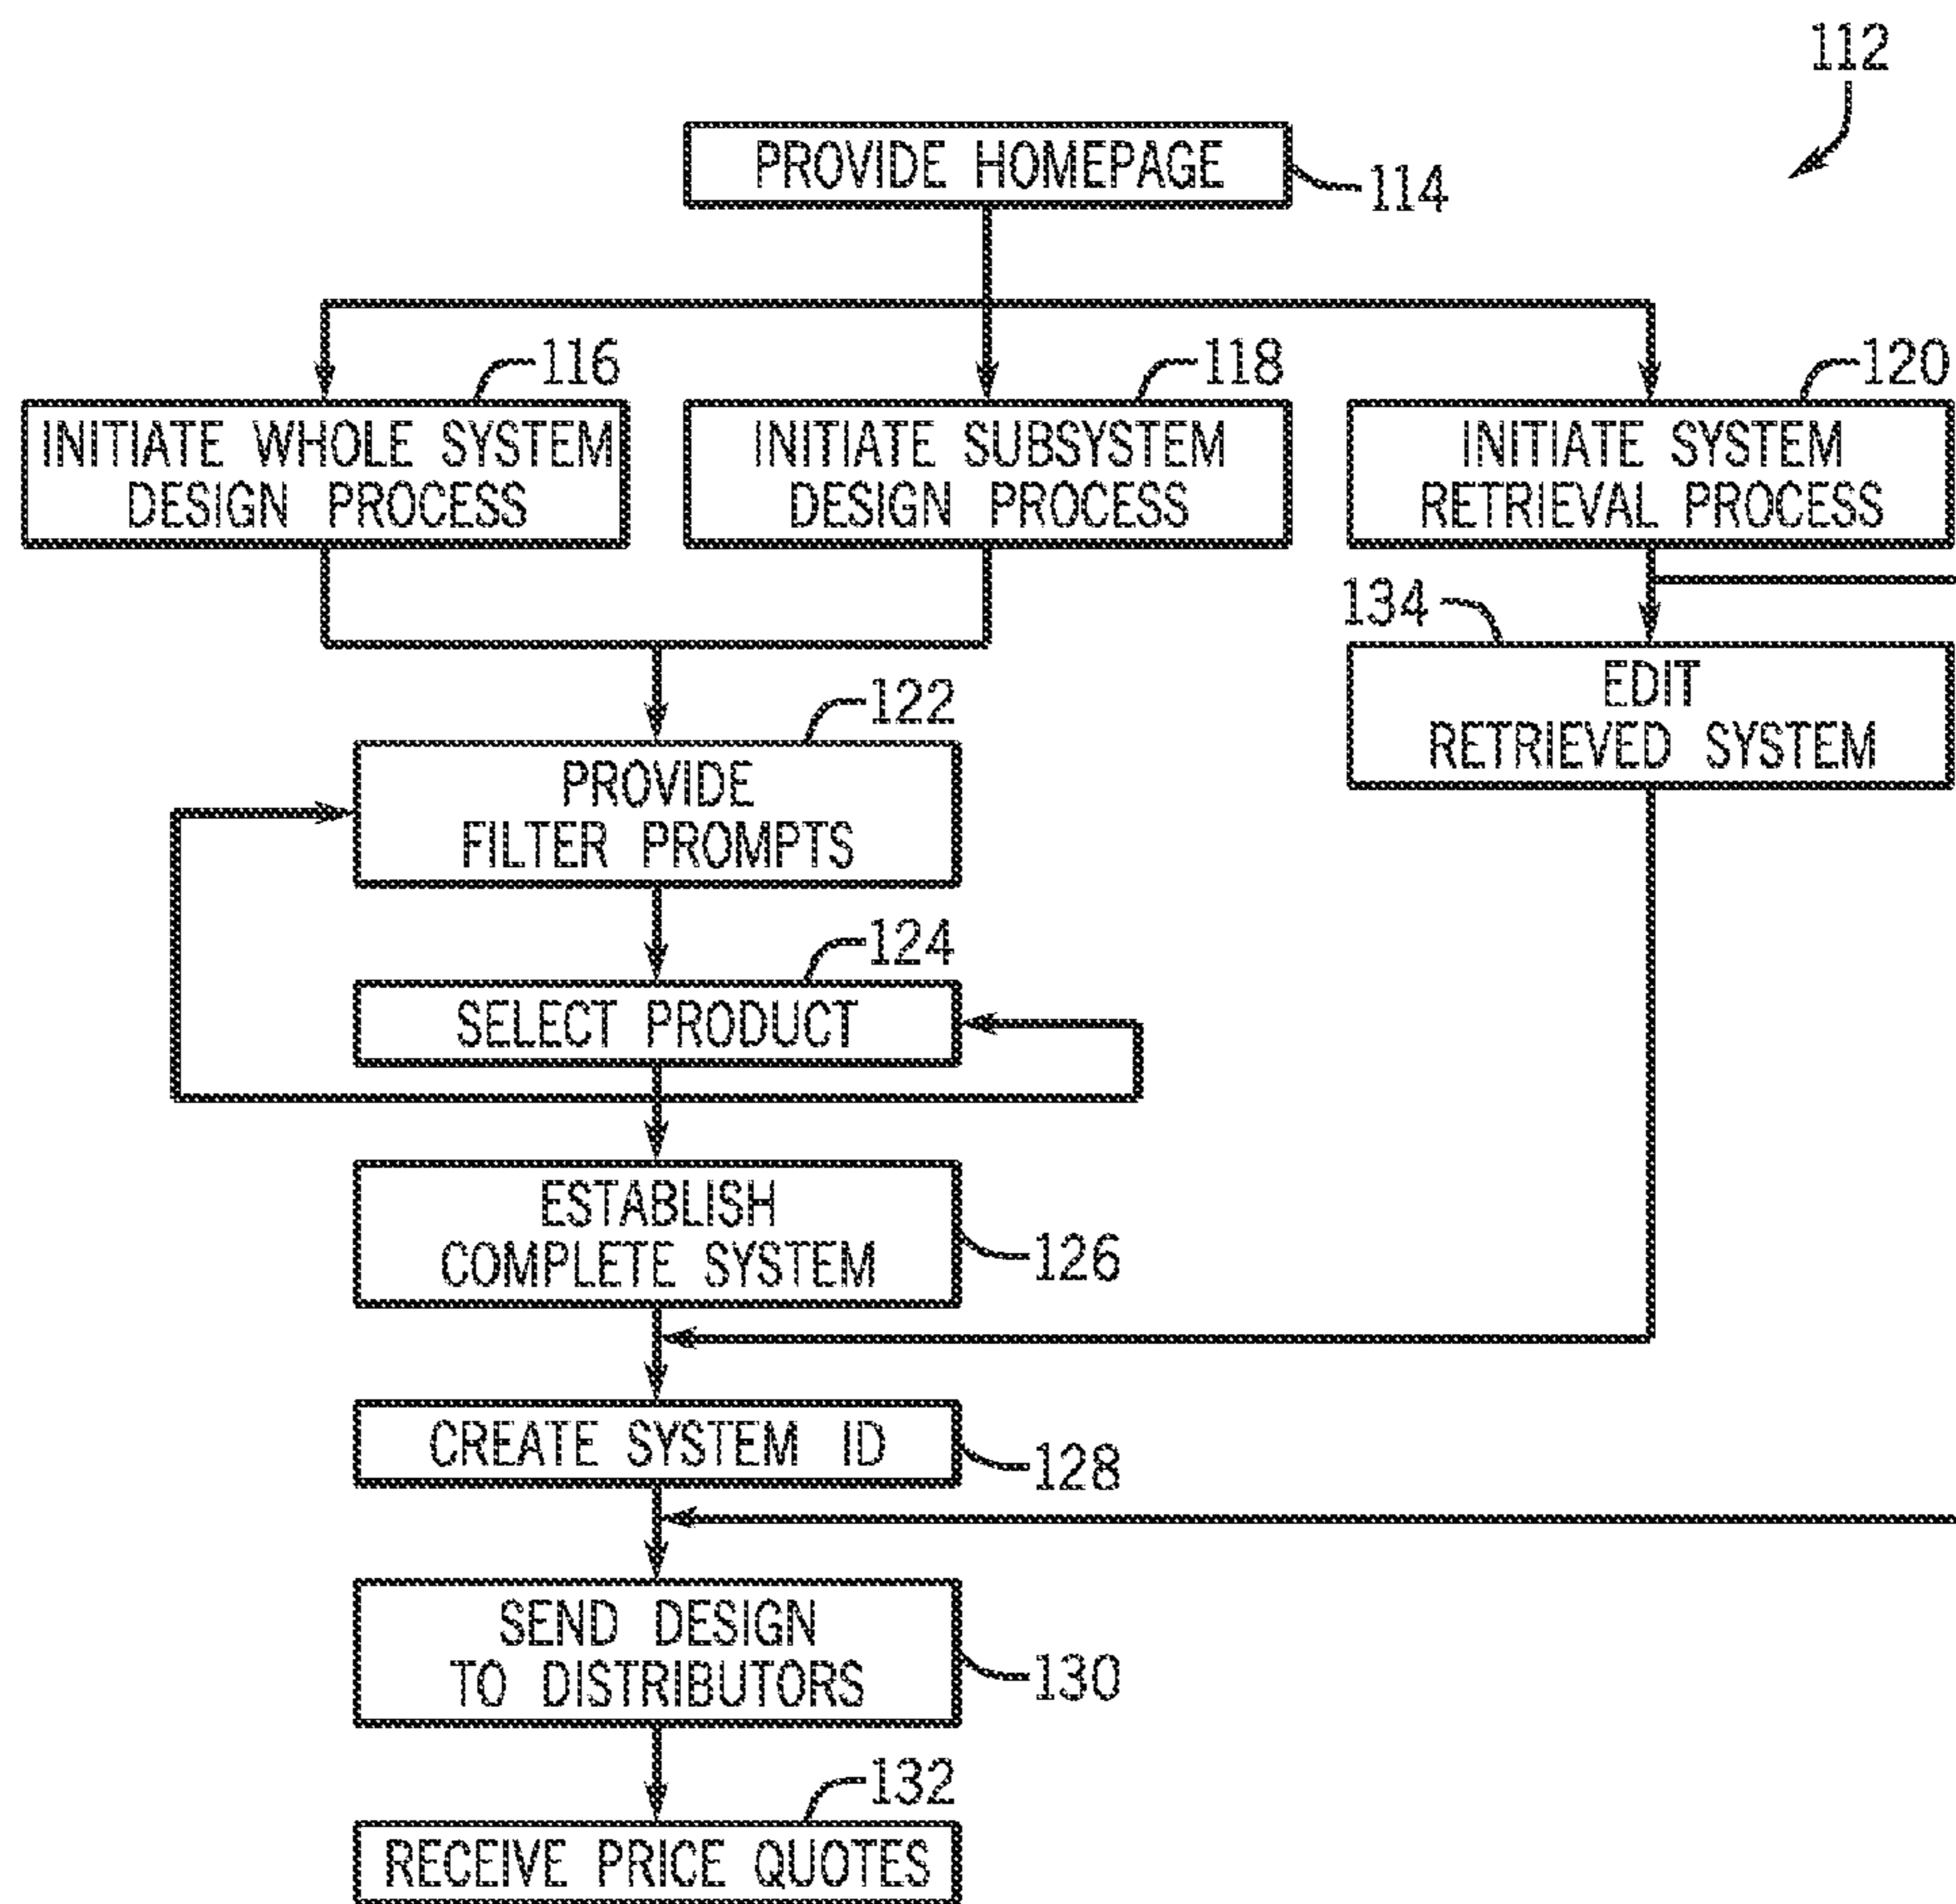 112
PROVIDE HOMEPAGE
114
116
118
120
INITIATE WHOLE SYSTEM
DESIGN PROCESS
INITIATE SUBSYSTEM
DESIGN PROCESS
INITIATE SYSTEM
RETRIEVAL PROCESS
134
EDIT
RETRIEVED SYSTEM
122
PROVIDE
FILTER PROMPTS
124
SELECT PRODUCT
ESTABLISH
COMPLETE SYSTEM
126
CREATE SYSTEM ID
128
SEND DESIGN
TO DISTRIBUTORS
130
132
RECEIVE PRICE QUOTES